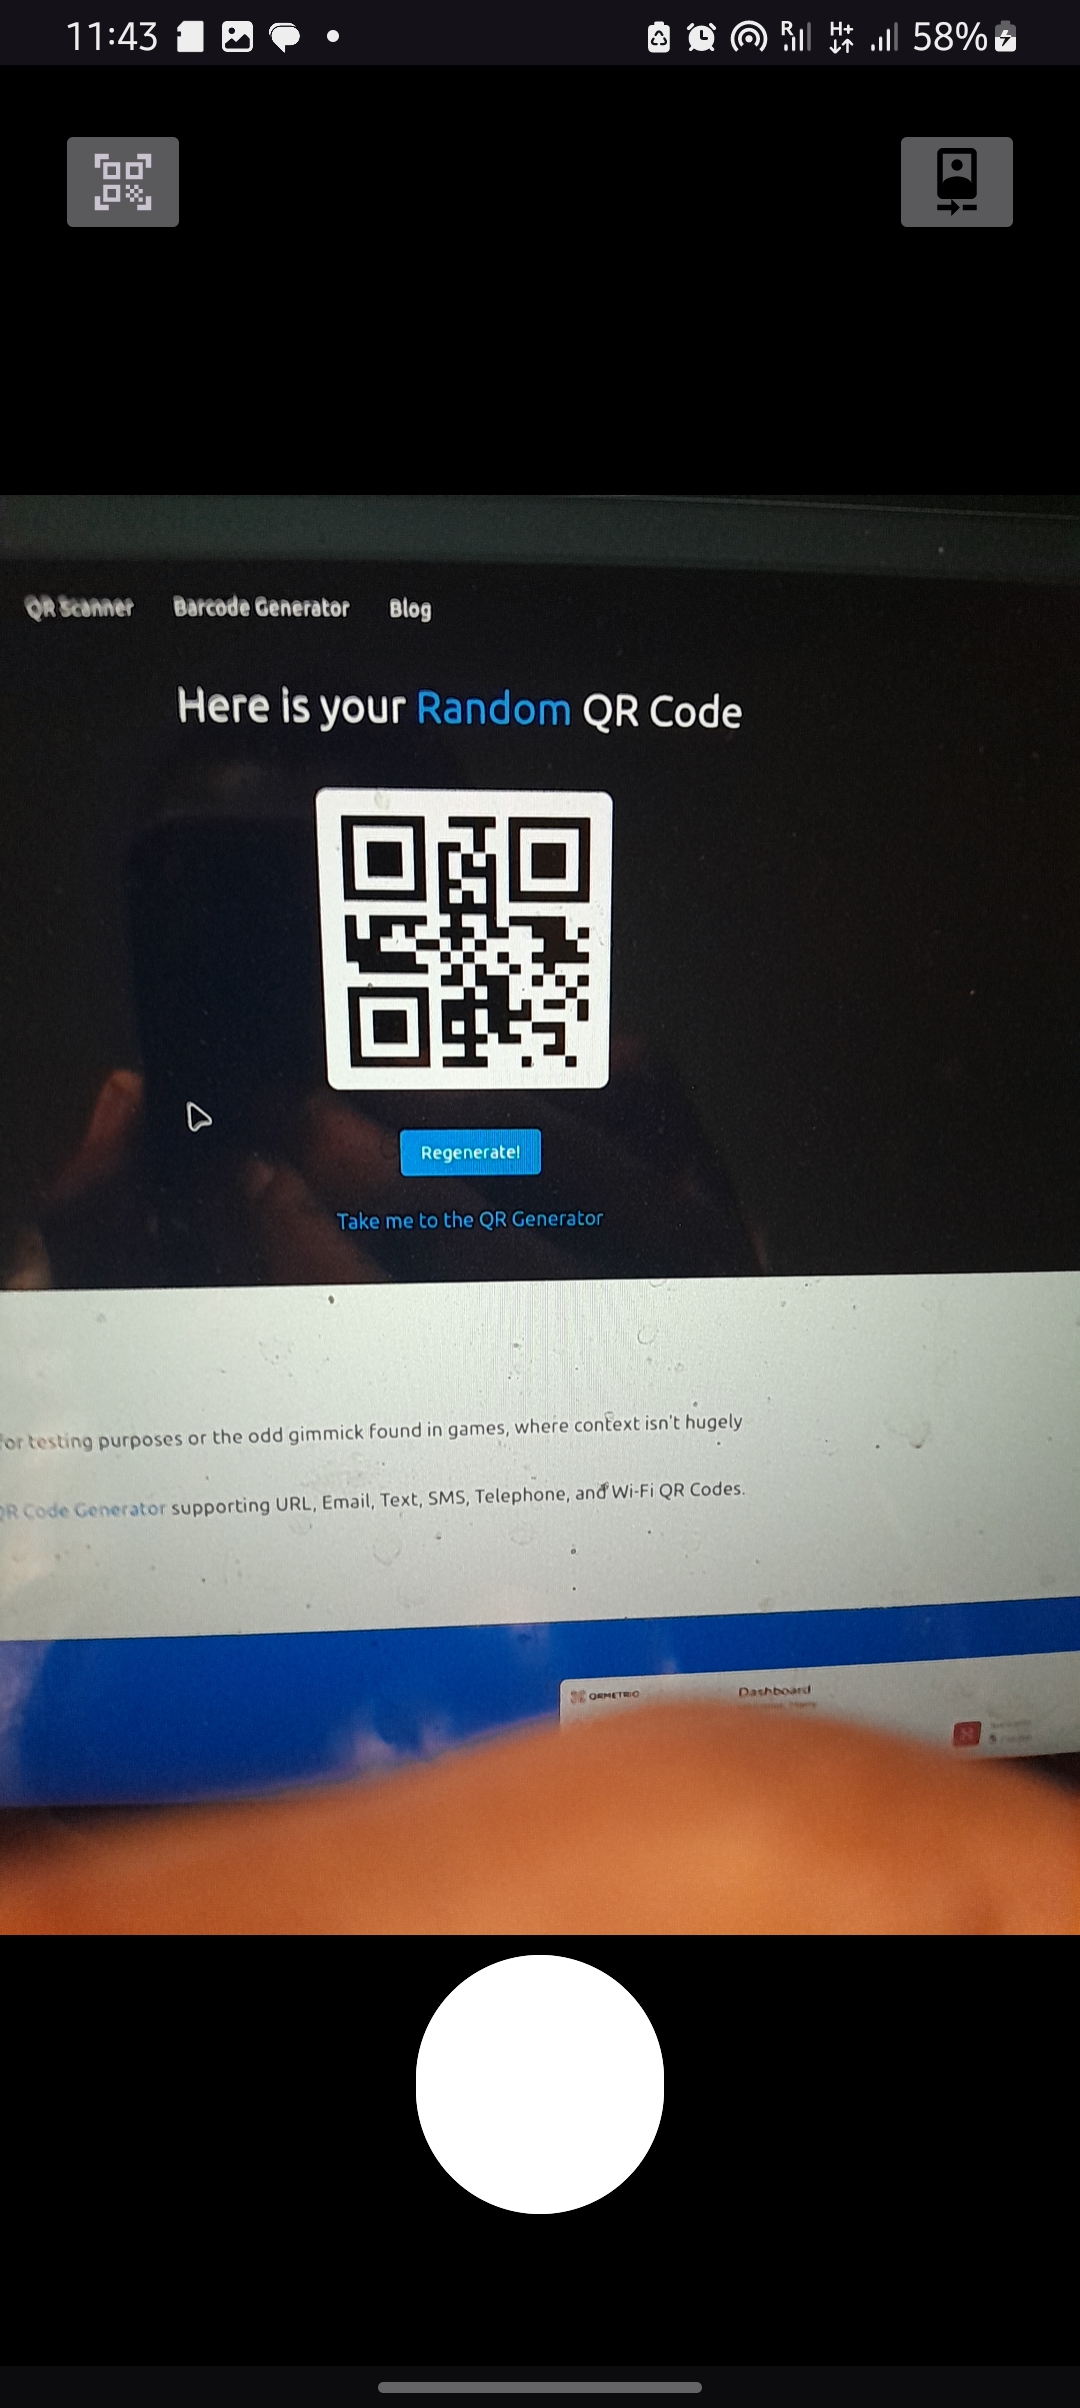 11:43
R
H+
58%
QR Scanner Barcode Generator Blog
Here is your Random QR Code
Regenerate!
Take me to the QR Generator
for testing purposes or the odd gimmick found in games, where context isn't hugely
QR Code Generator supporting URL, Email, Text, SMS, Telephone, and Wi-Fi QR Codes.
QRMETRIC
Dashboard